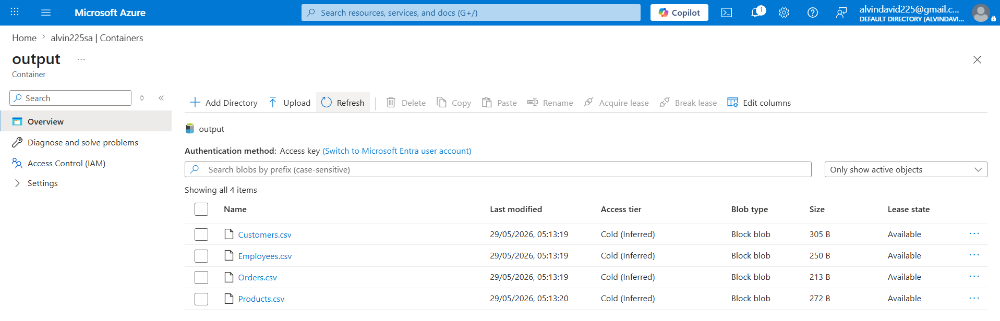 Microsoft Azure
Search resources, services, and docs (G+/)
Copilot
1
alvindavid225@gmail.c...
DEFAULT DIRECTORY (ALVINDAVI...
Home > alvin225sa | Containers
output ...
Container
Search
Overview
Diagnose and solve problems
Access Control (IAM)
Settings
Add Directory Upload Refresh Delete Copy Paste Rename Acquire lease Break lease Edit columns
output
Authentication method: Access key (Switch to Microsoft Entra user account)
Search blobs by prefix (case-sensitive)
Only show active objects
Showing all 4 items
Name Last modified Access tier Blob type Size Lease state
Customers.csv 29/05/2026, 05:13:19 Cold (Inferred) Block blob 305 B Available ...
Employees.csv 29/05/2026, 05:13:19 Cold (Inferred) Block blob 250 B Available ...
Orders.csv 29/05/2026, 05:13:19 Cold (Inferred) Block blob 213 B Available ...
Products.csv 29/05/2026, 05:13:20 Cold (Inferred) Block blob 272 B Available ...